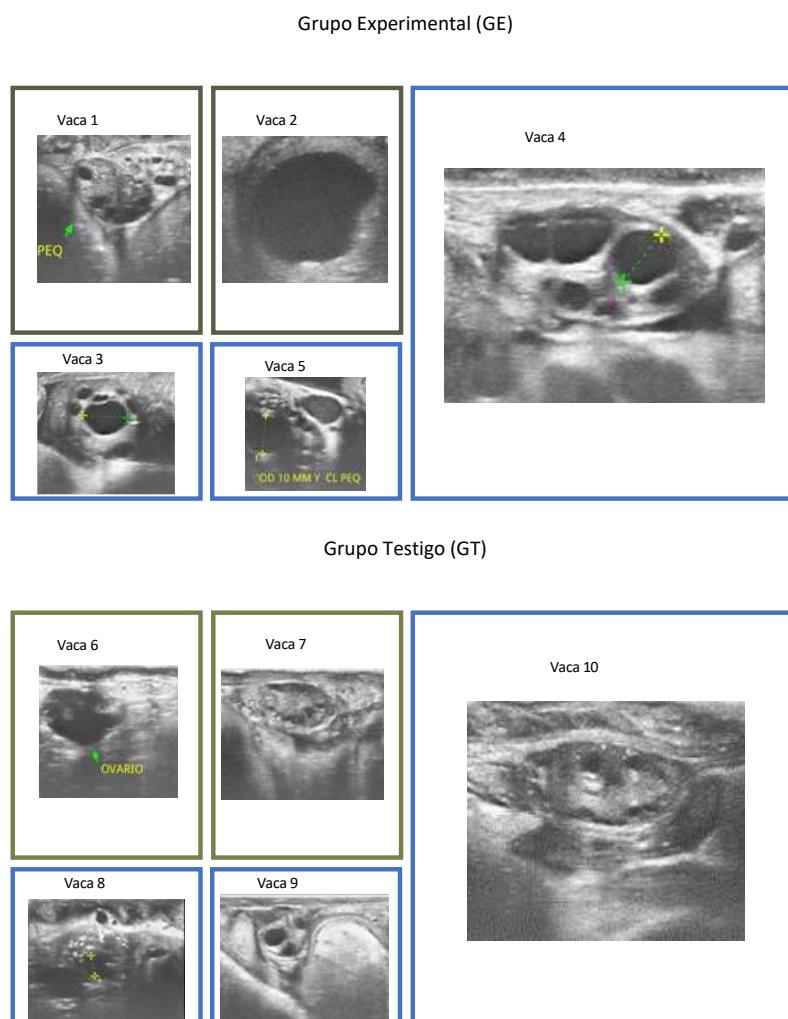 Grupo Experimental (GE)
Vaca 1
Vaca 2
Vaca 4
PEQ
Vaca 3
Vaca 5
OD 10 MM Y CL PEQ
Grupo Testigo (GT)
Vaca 6
Vaca 7
Vaca 10
OVARIO
Vaca 8
Vaca 9